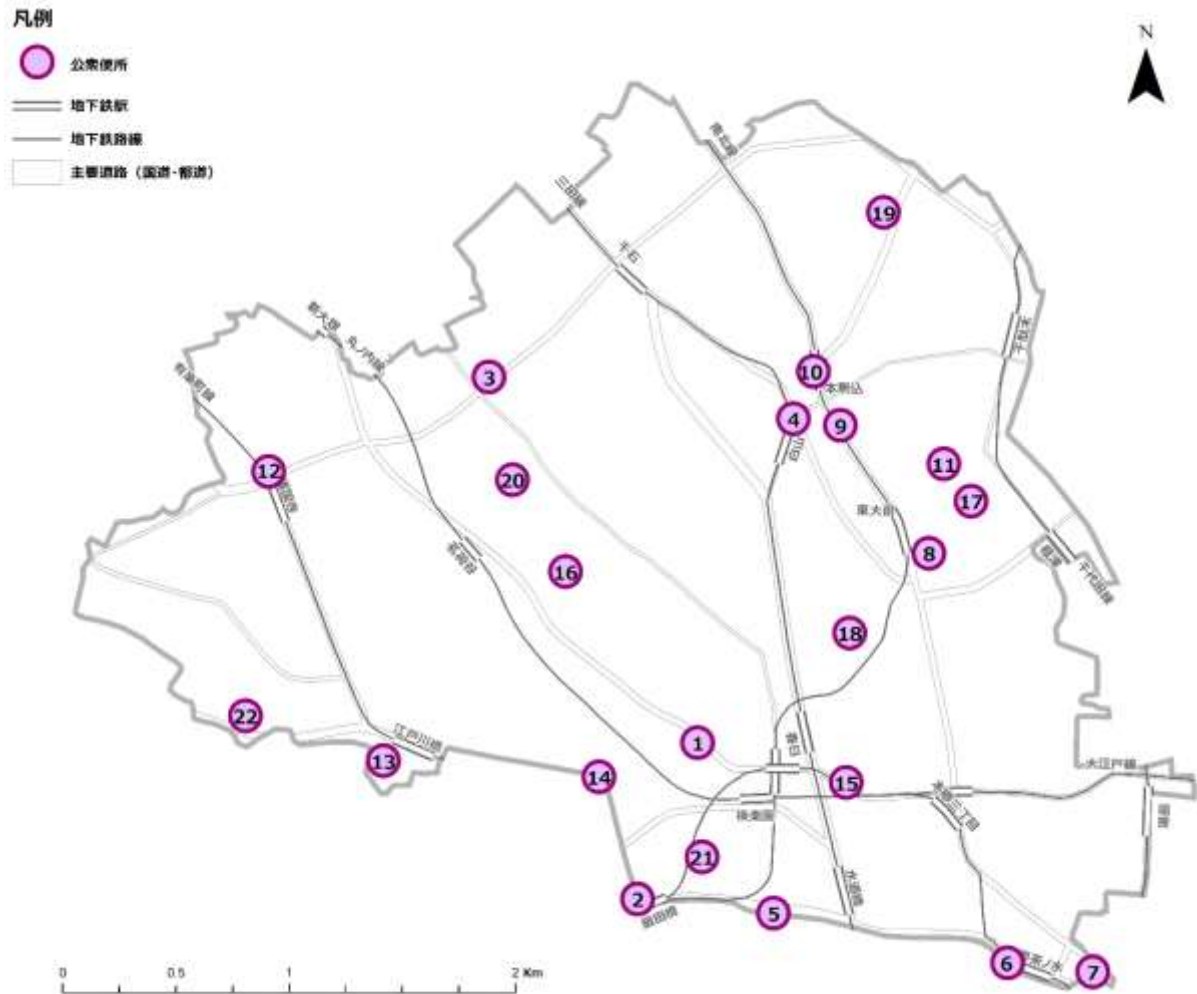 凡例
公衆便所
地下鉄駅
地下鉄路線
主要道路（国道・都道）
N
南北線
三田線
19
千石
新大塚
丸ノ内線
千駄木
有楽町線
3
10
本駒込
4
9
白山
12
護国寺
20
11
17
東大前
8
茗荷谷
16
根津
千代田線
18
22
江戸川橋
1
春日
13
14
15
大江戸線
本郷三丁目
後楽園
湯島
21
水道橋
2
飯田橋
5
6
御茶ノ水
7
0 0.5 1 2 Km